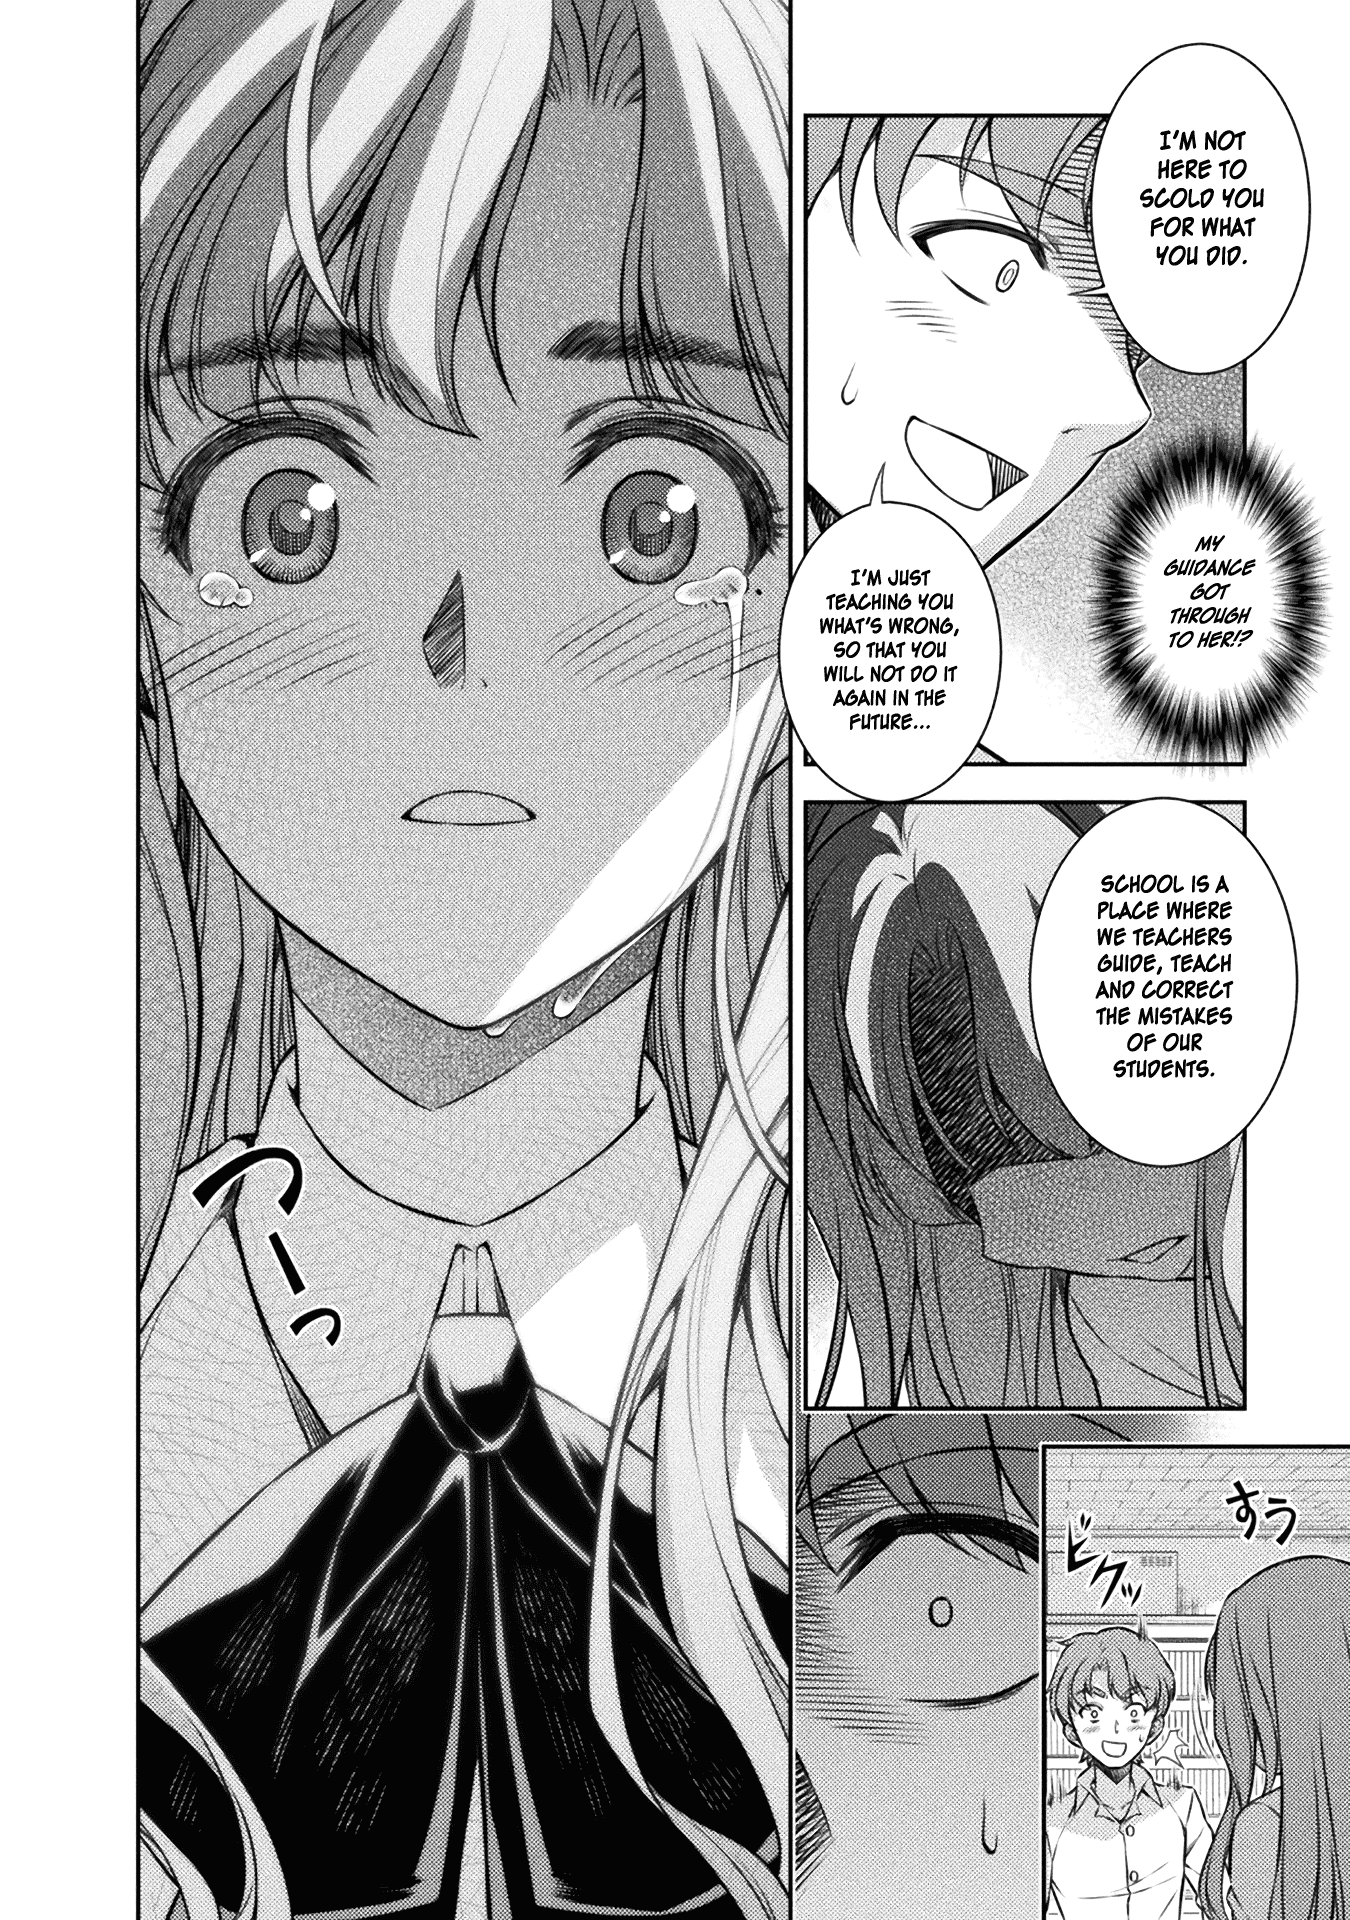 I'M NOT
HERE TO
SCOLD YOU
FOR WHAT
YOU DID.
MY
GUIDANCE
GOT
THROUGH
TO HER!?
I'M JUST
TEACHING YOU
WHAT'S WRONG,
SO THAT YOU
WILL NOT DO IT
AGAIN IN THE
FUTURE...
SCHOOL IS A
PLACE WHERE
WE TEACHERS
GUIDE, TEACH
AND CORRECT
THE MISTAKES
OF OUR
STUDENTS.
すぅ
ビクッ
つーっ